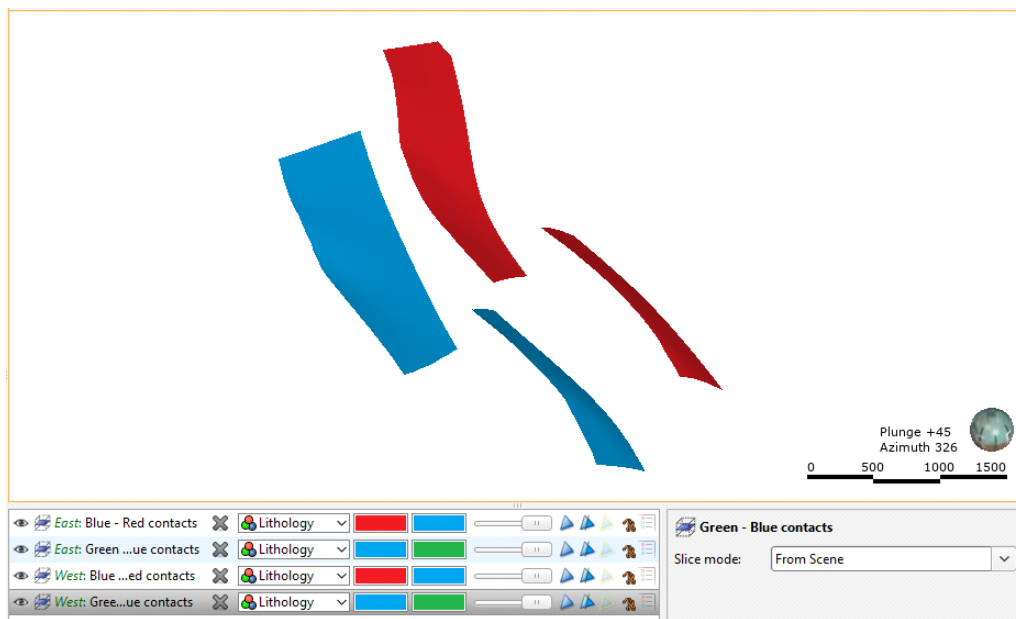 Plunge +45
Azimuth 326
0 500 1000 1500
East: Blue - Red contacts Lithology
East: Green ...ue contacts Lithology
West: Blue ...ed contacts Lithology
West: Gree...ue contacts Lithology
Green - Blue contacts
Slice mode: From Scene